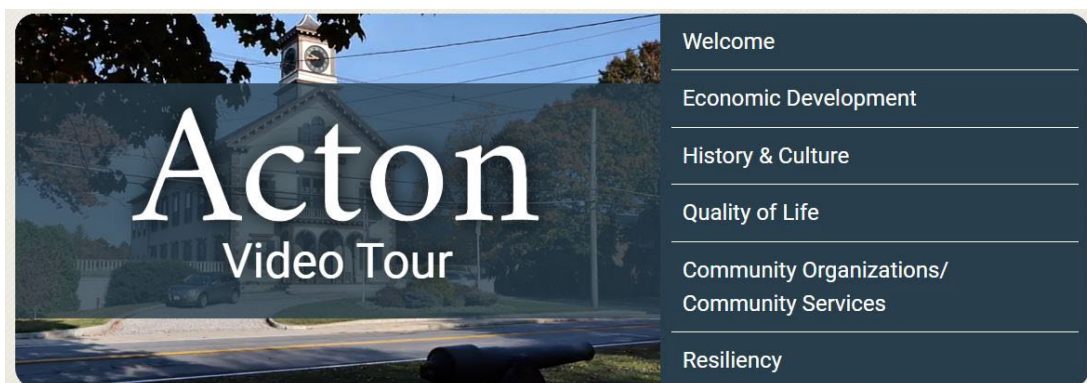 Acton
Video Tour
Welcome
Economic Development
History & Culture
Quality of Life
Community Organizations/
Community Services
Resiliency